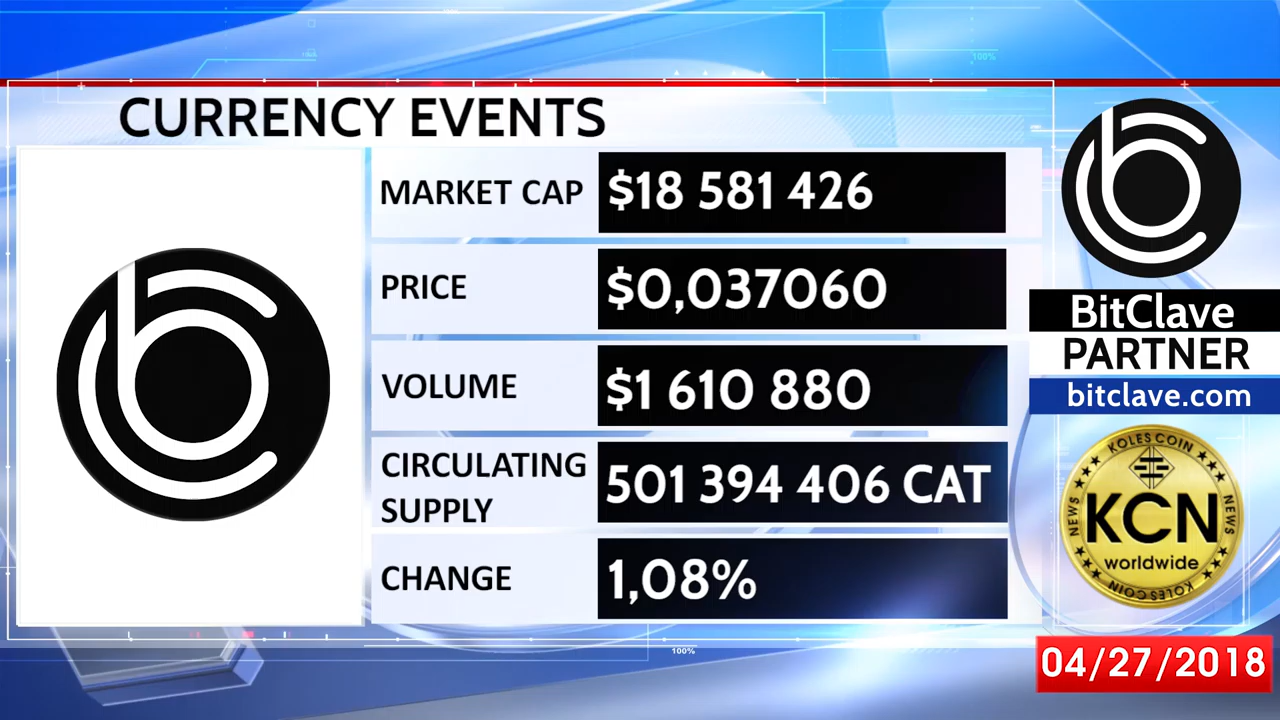 CURRENCY EVENTS
MARKET CAP $18 581 426
PRICE $0,037060
VOLUME $1 610 880
CIRCULATING
SUPPLY
501 394 406 CAT
CHANGE 1,08%
BitClave
PARTNER
bitclave.com
KOLES COIN
NEWS
KCN
NEWS
worldwide
KOLES COIN
04/27/2018
100%
100%